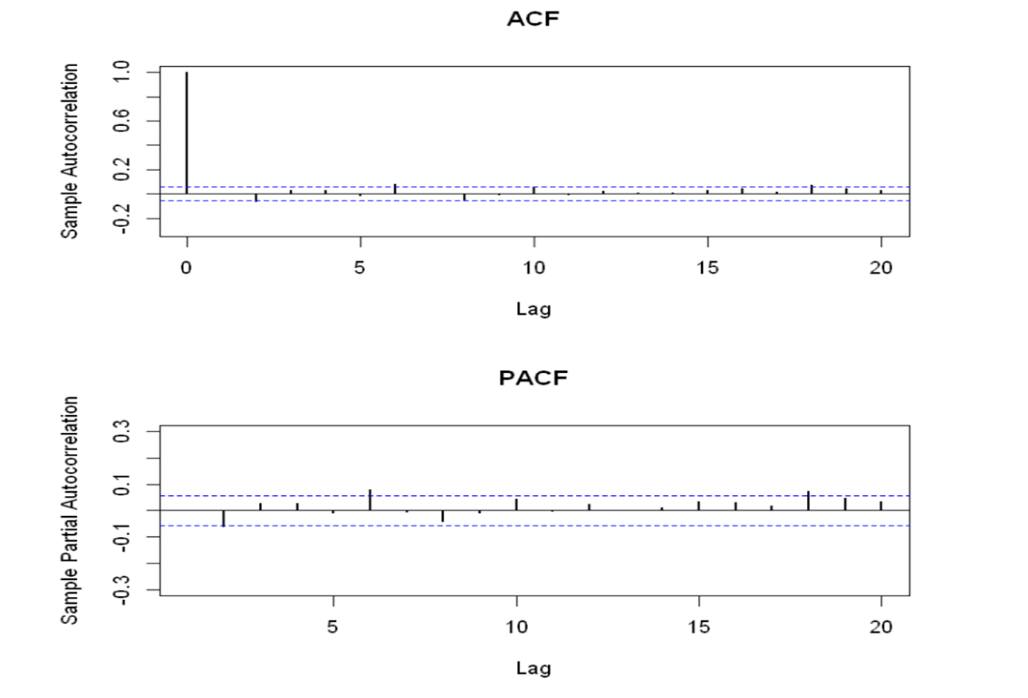 ACF
Sample Autocorrelation
1.0
0.6
0.2
-0.2
0 5 10 15 20
Lag
PACF
Sample Partial Autocorrelation
0.3
0.1
-0.1
-0.3
5 10 15 20
Lag